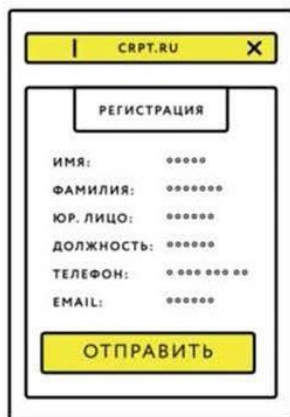 CRPT.RU X
РЕГИСТРАЦИЯ
ИМЯ:
ФАМИЛИЯ:
ЮР. ЛИЦО:
ДОЛЖНОСТЬ:
ТЕЛЕФОН:
EMAIL:
ОТПРАВИТЬ